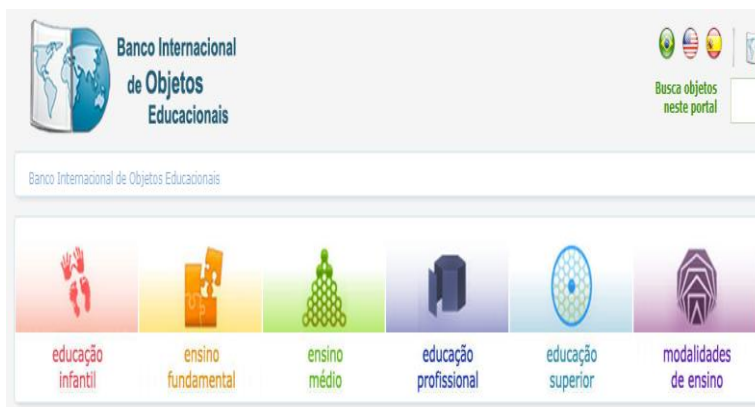 Banco Internacional
de Objetos
Educacionais
Busca objetos
neste portal
Banco Internacional de Objetos Educacionais
educação
infantil
ensino
fundamental
ensino
médio
educação
profissional
educação
superior
modalidades
de ensino